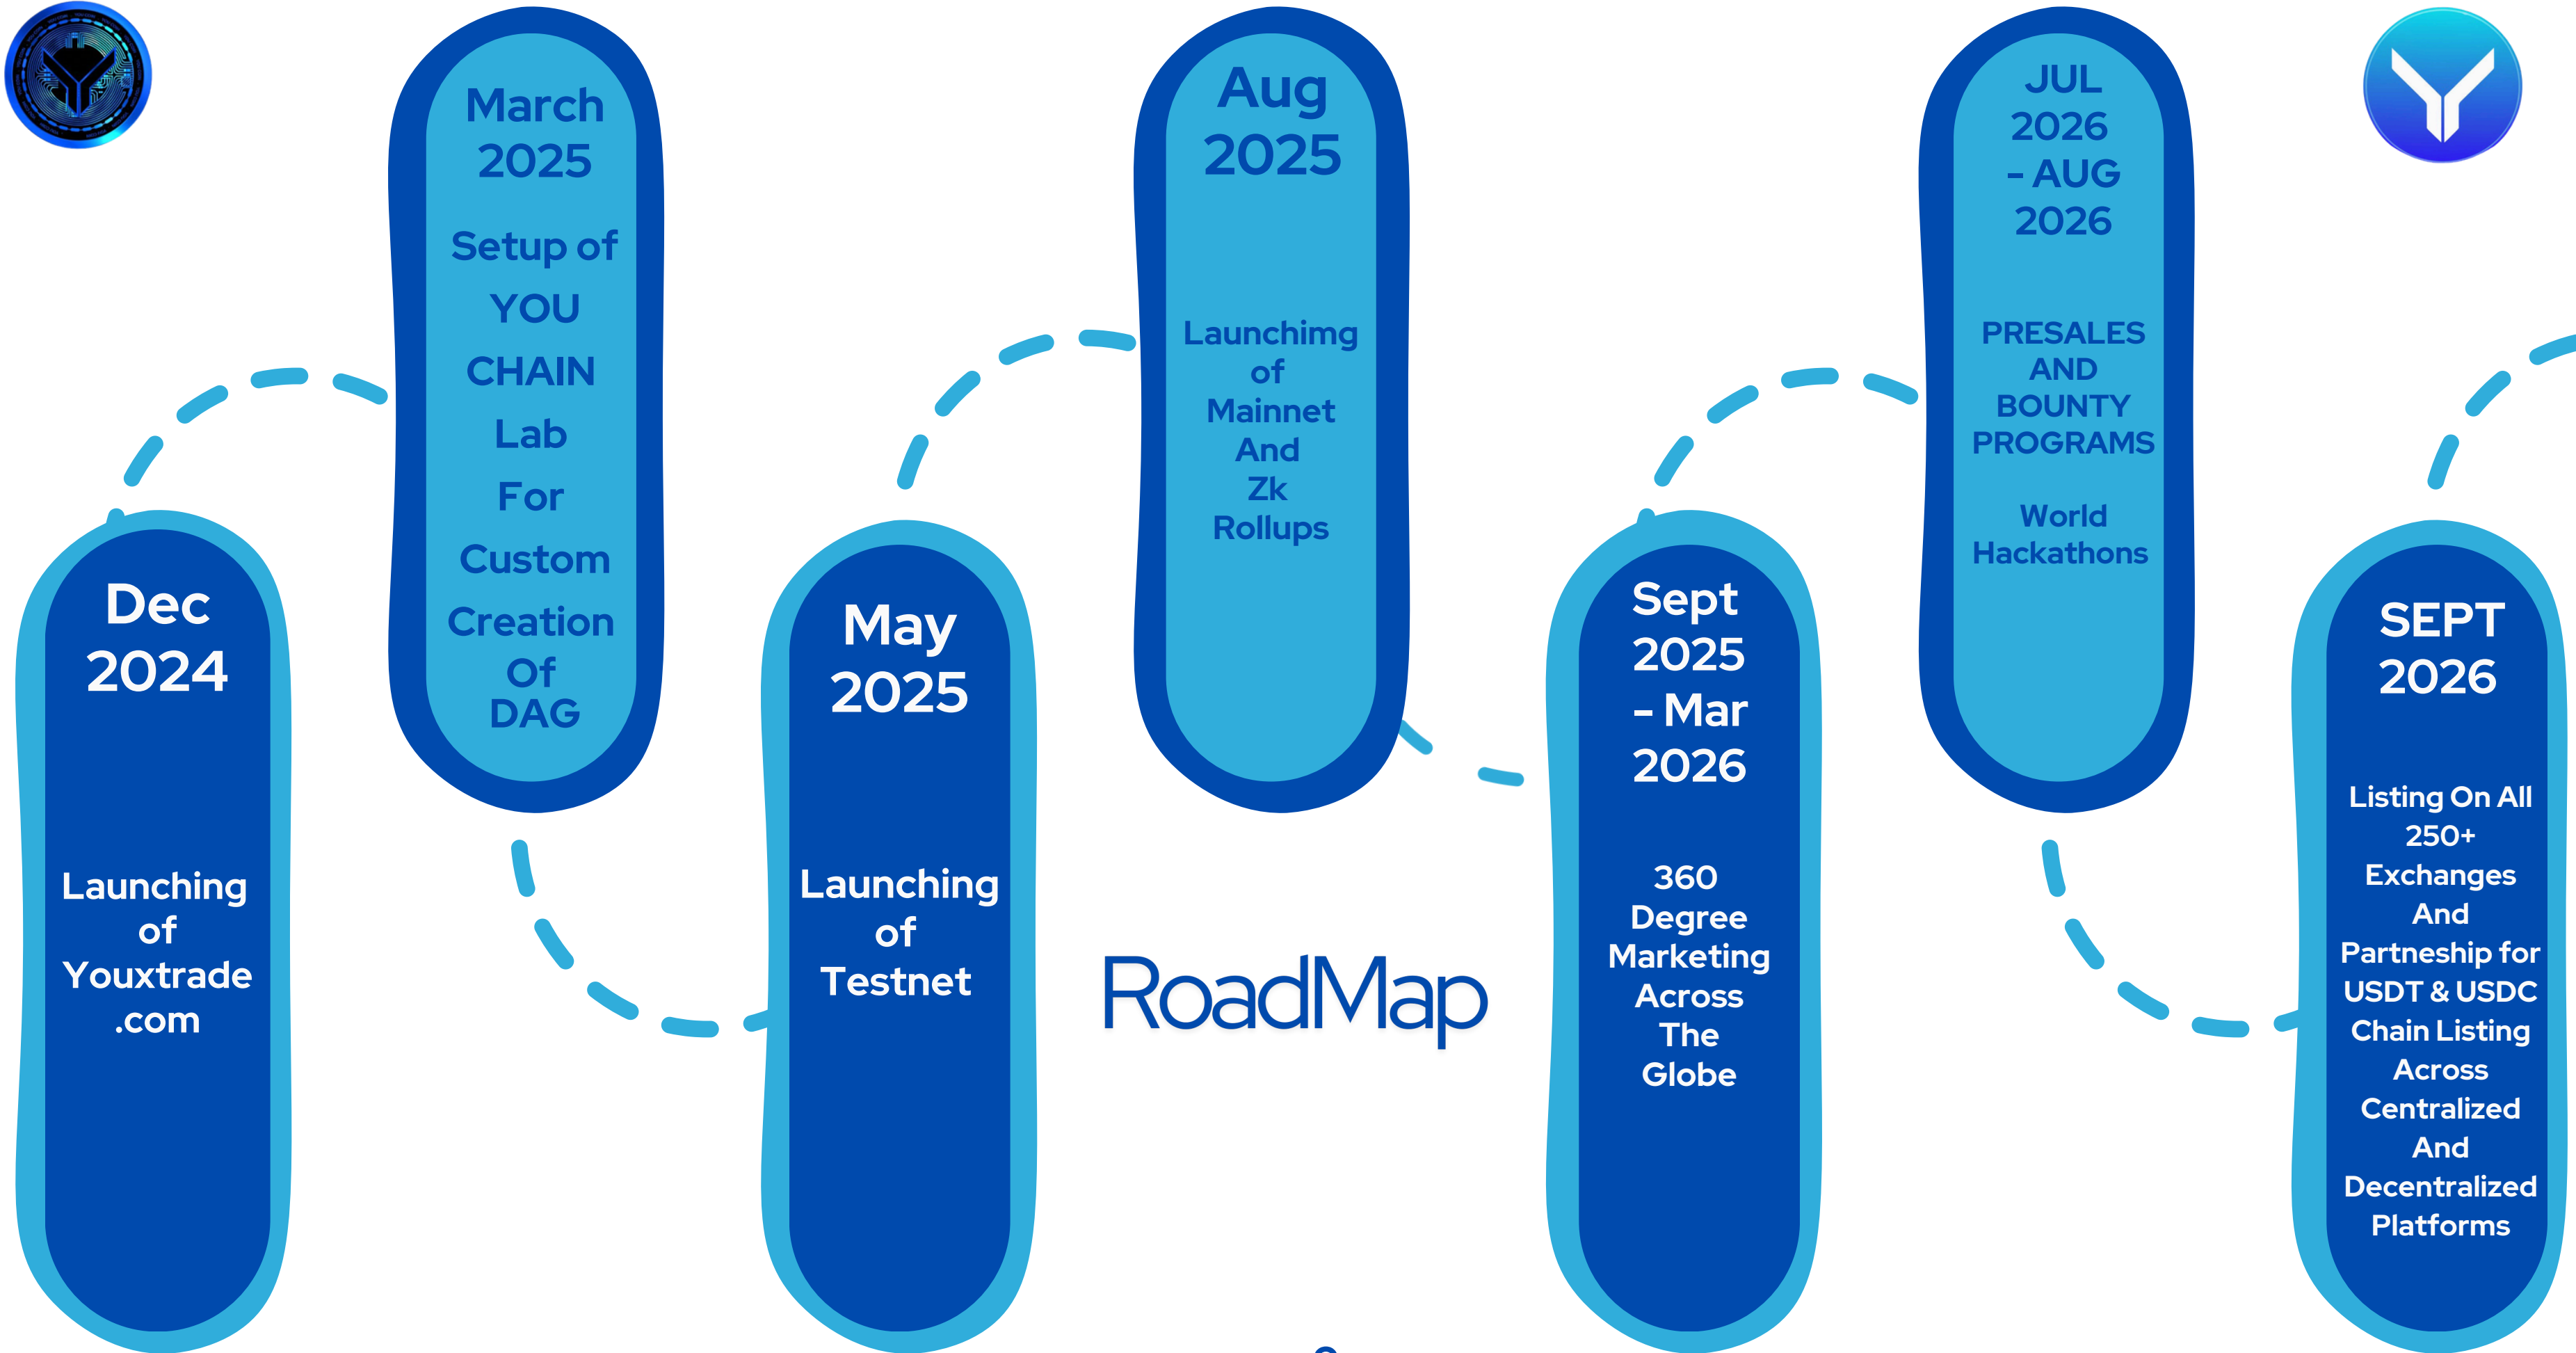 Dec
2024
Launching
of
Youxtrade
.com
March
2025
Setup of
YOU
CHAIN
Lab
For
Custom
Creation
Of
DAG
May
2025
Launching
of
Testnet
Aug
2025
Launchimg
of
Mainnet
And
Zk
Rollups
RoadMap
Sept
2025
- Mar
2026
360
Degree
Marketing
Across
The
Globe
JUL
2026
- AUG
2026
PRESALES
AND
BOUNTY
PROGRAMS
World
Hackathons
SEPT
2026
Listing On All
250+
Exchanges
And
Partneship for
USDT & USDC
Chain Listing
Across
Centralized
And
Decentralized
Platforms